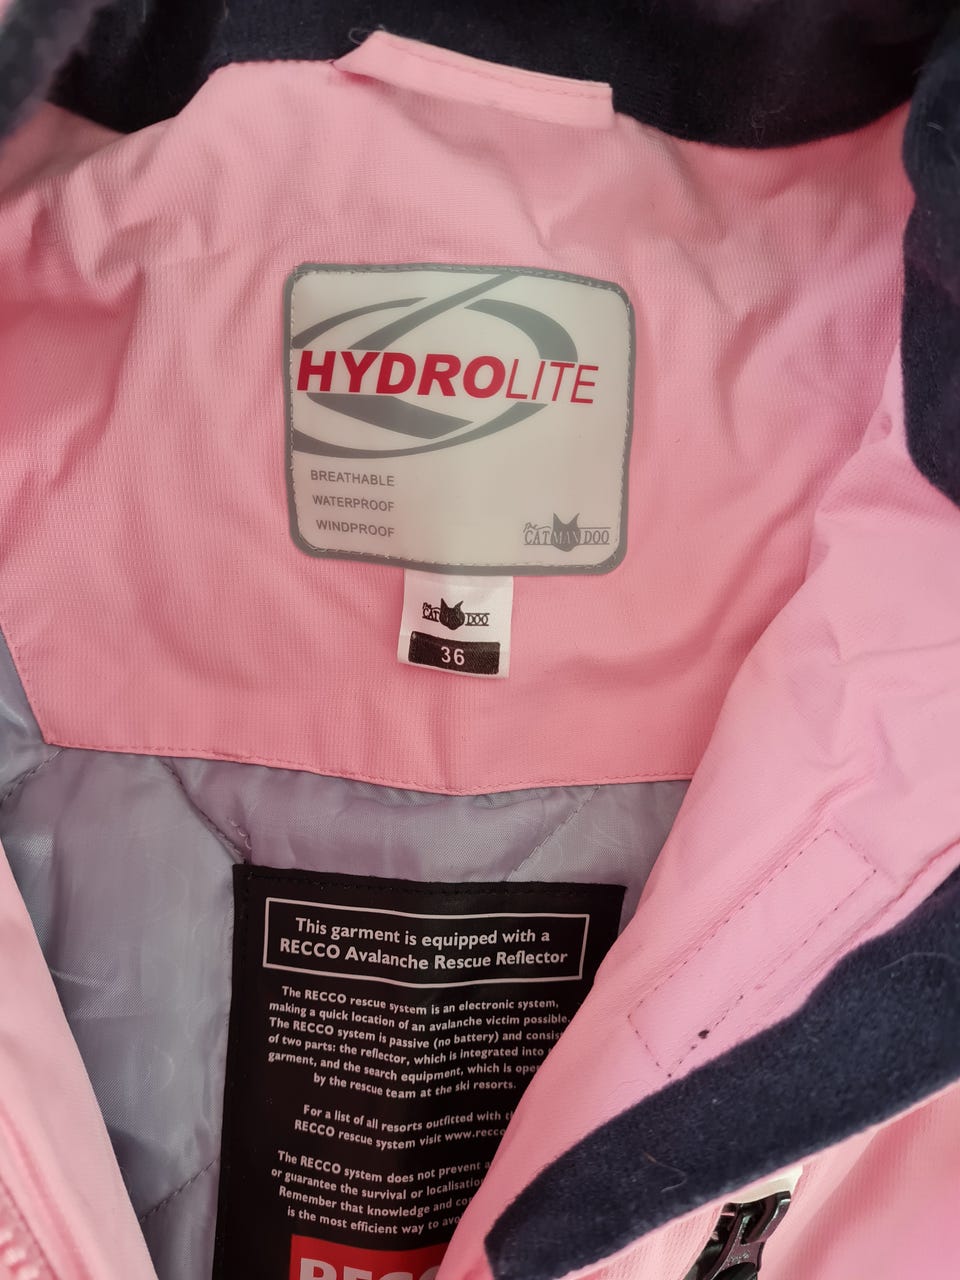 HYDROLITE
BREATHABLE
WATERPROOF
WINDPROOF
The
CATMANDOO
The
CATMANDOO
36
This garment is equipped with a
RECCO Avalanche Rescue Reflector
The RECCO rescue system is an electronic system,
making a quick location of an avalanche victim possible.
The RECCO system is passive (no battery) and consis
of two parts: the reflector, which is integrated into
garment, and the search equipment, which is oper
by the rescue team at the ski resorts.
For a list of all resorts outfitted with
RECCO rescue system visit www.recco
The RECCO system does not prevent a
or guarantee the survival or localisatio
Remember that knowledge and
is the most efficient way to avo
RECC